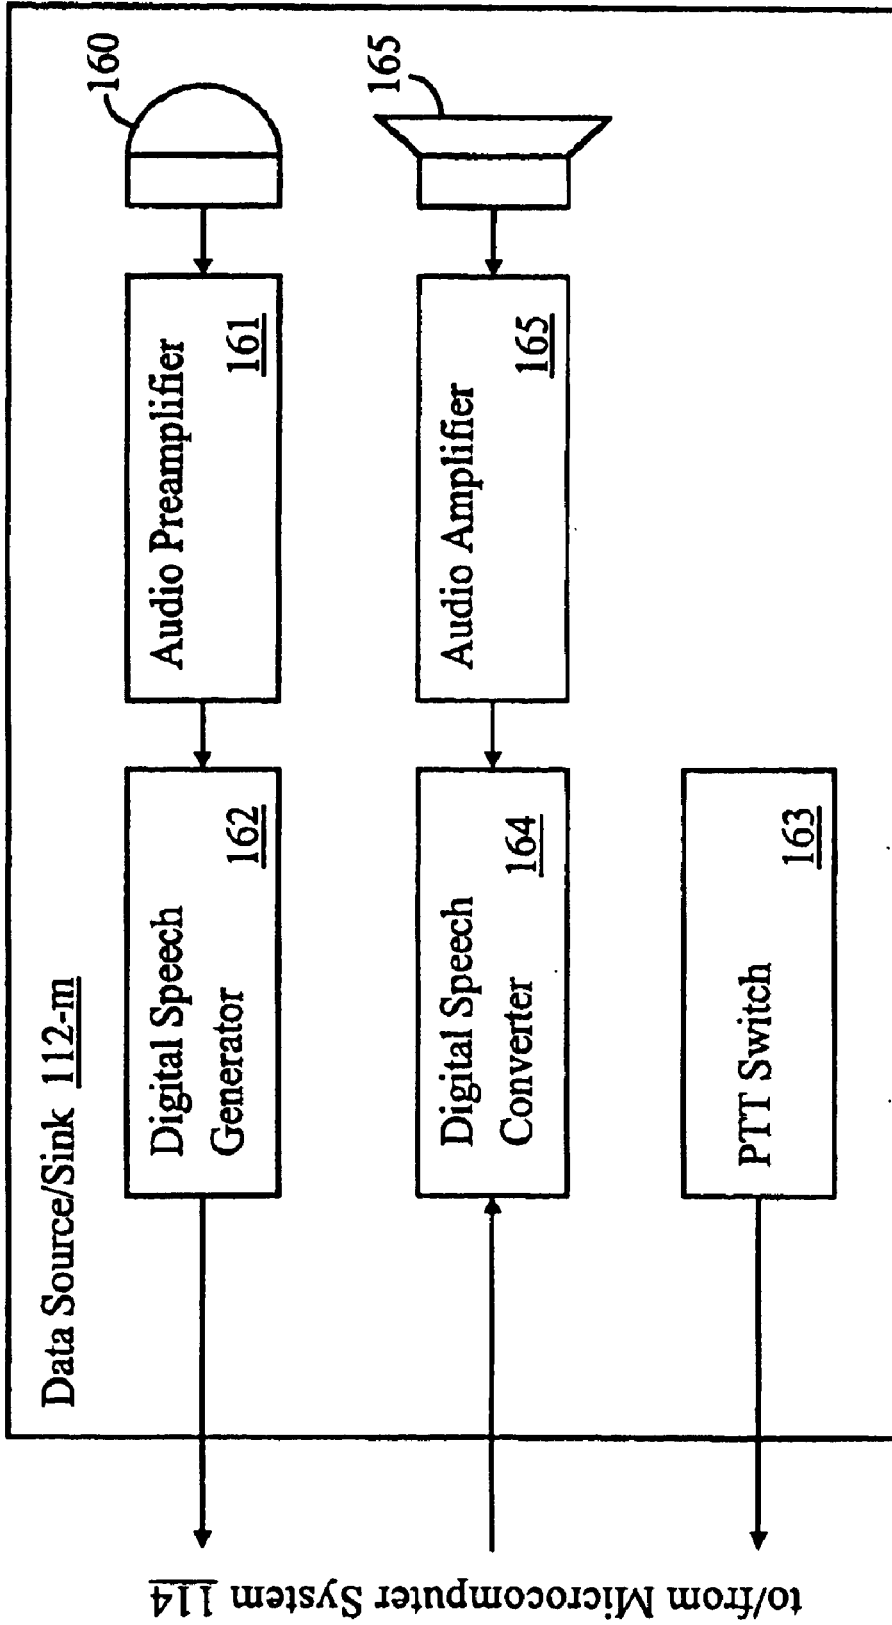 Data Source/Sink 112-m
Digital Speech
Generator
162
Audio Preamplifier
161
160
Digital Speech
Converter
164
Audio Amplifier
165
165
PTT Switch
163
to/from Microcomputer System 114